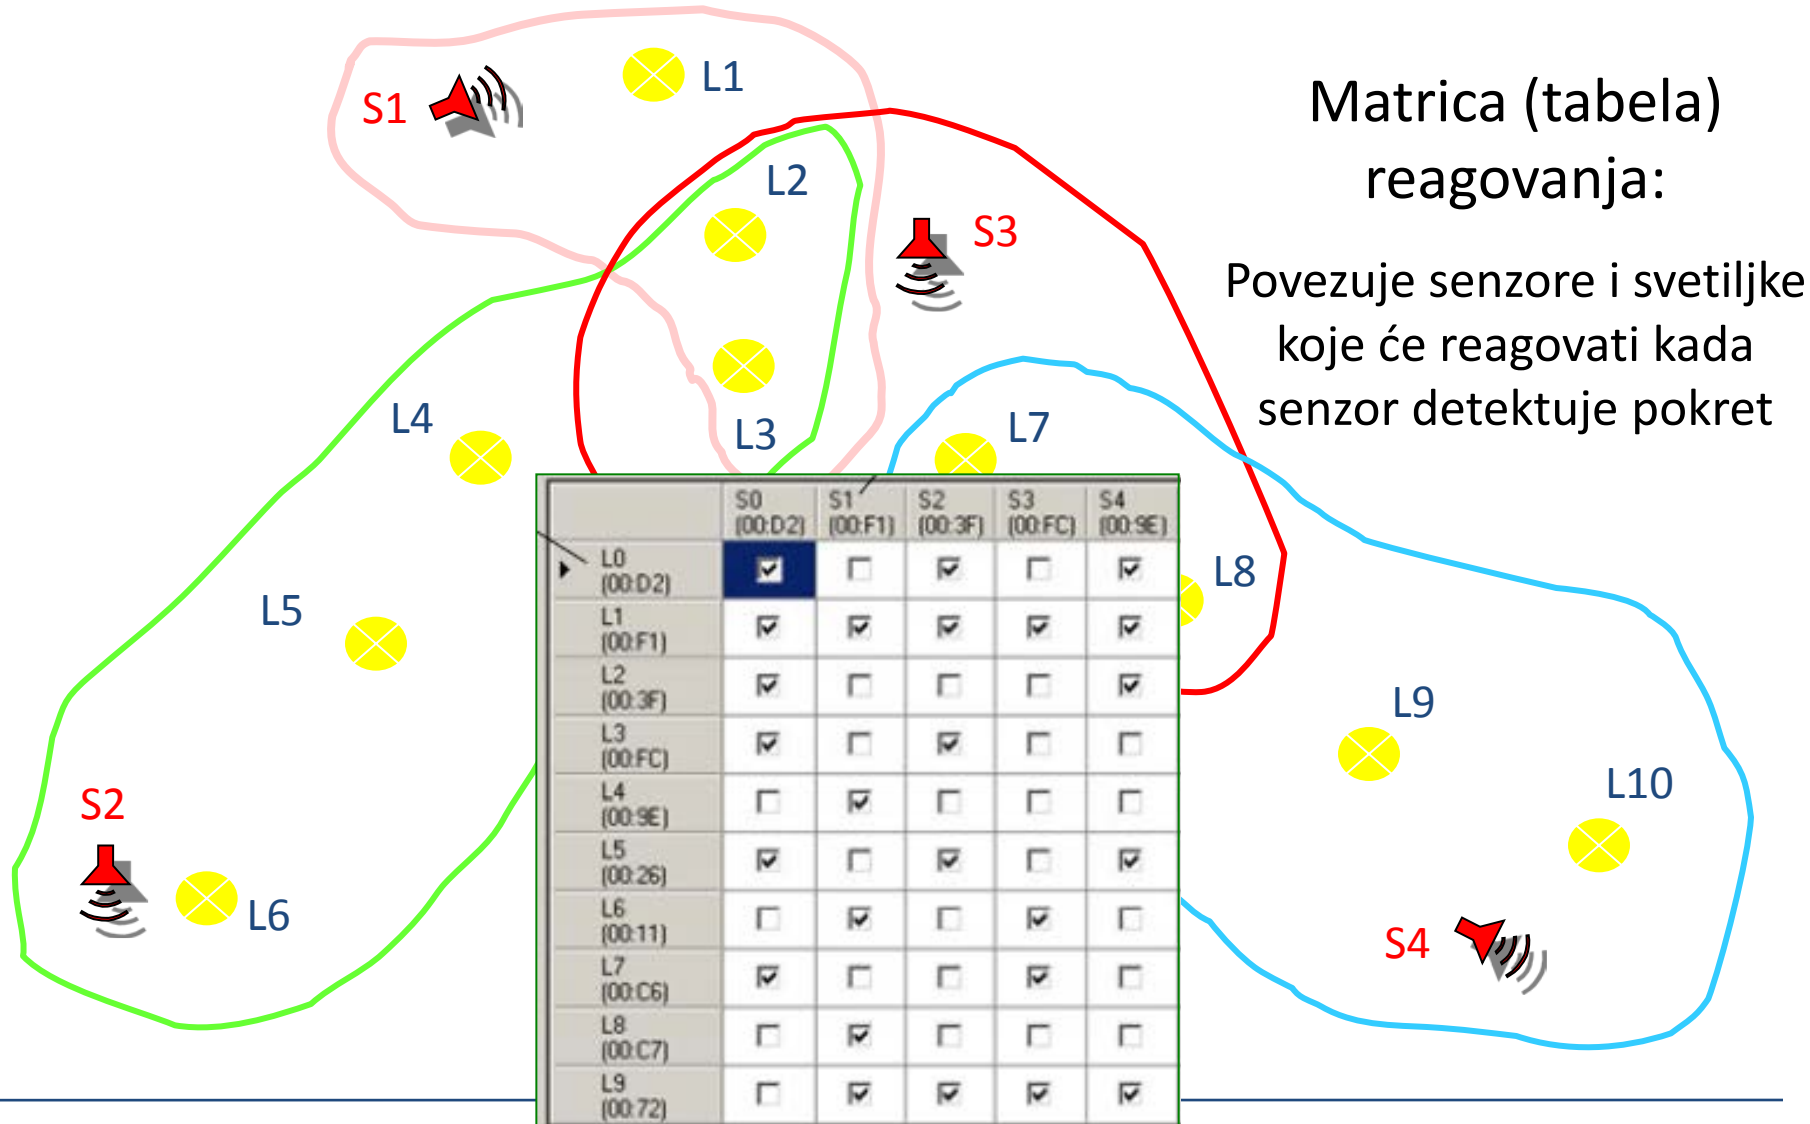 L1
S1
Matrica (tabela)
reagovanja:
L2
S3
Povezuje senzore i svetiljke
koje će reagovati kada
senzor detektuje pokret
L4
L3
L7
S0 S1 S2 S3 S4
(00:D2) (00:F1) (00:3F) (00:FC) (00:9E)
L0
(00:D2)
L8
L5
L1
(00:F1)
L2
(00:3F)
L9
L3
(00:FC)
L10
S2
L4
(00:9E)
L5
(00:26)
L6
L6
(00:11)
S4
L7
(00:C6)
L8
(00:C7)
L9
(00:72)